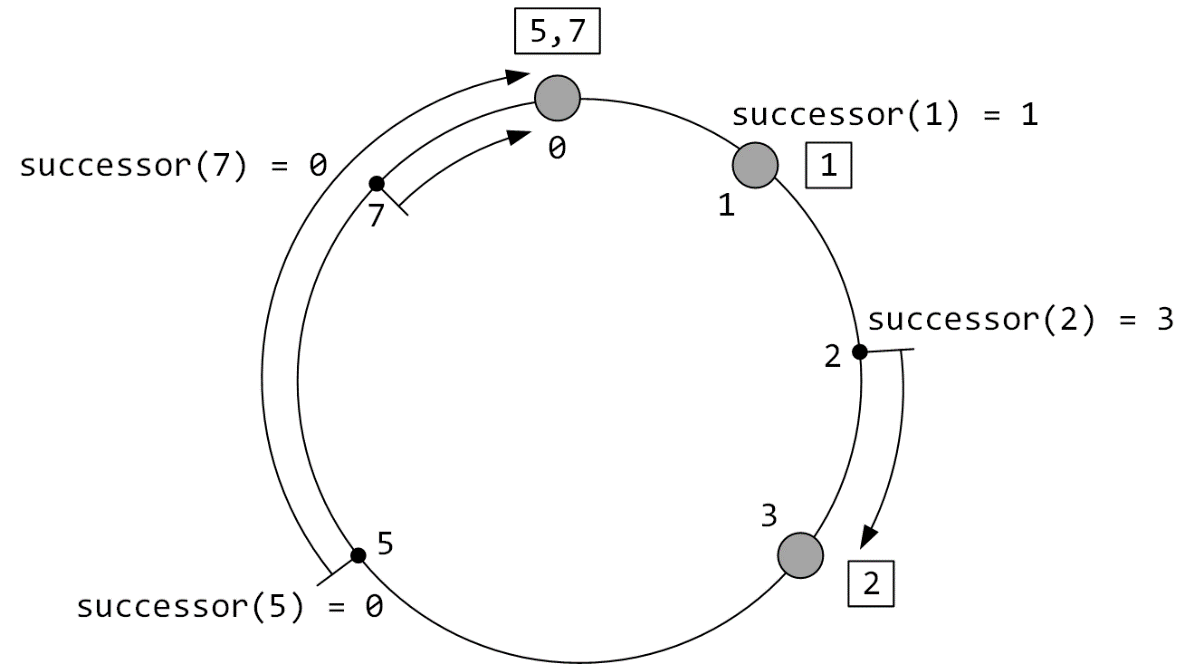 5,7
successor(1) = 1
successor(7) = 0
0
1
1
7
successor(2) = 3
2
3
5
2
successor(5) = 0